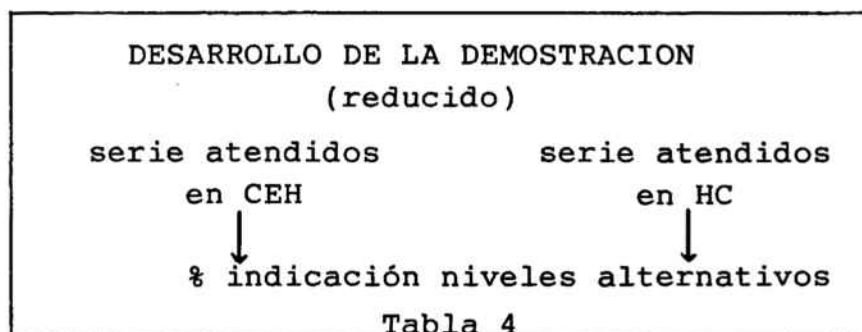 DESARROLLO DE LA DEMOSTRACION
(reducido)
serie atendidos serie atendidos
en CEH en HC
% indicación niveles alternativos
Tabla 4